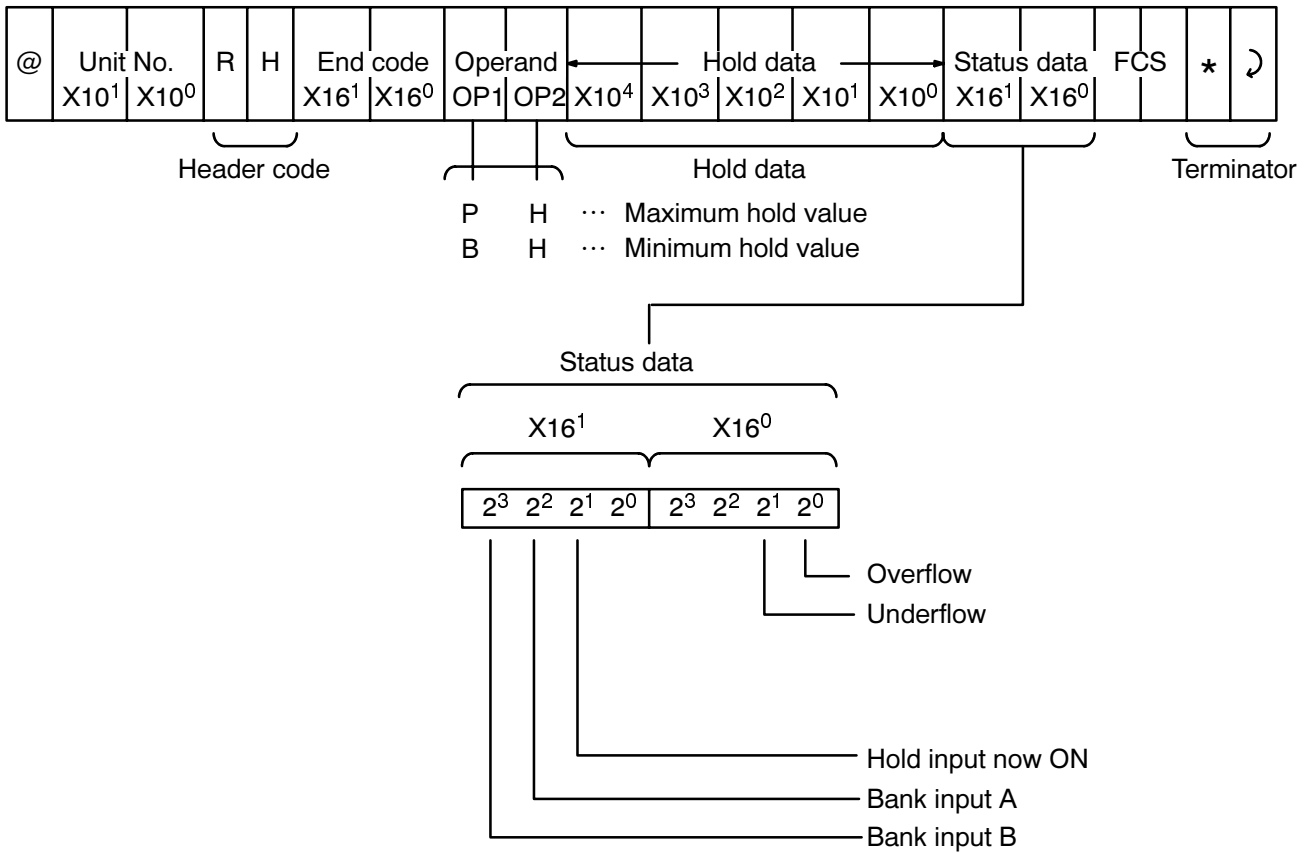 @ Unit No. R H End code Operand Hold data Status data FCS * ⤸
X10¹ X10⁰ X16¹ X16⁰ OP1 OP2 X10⁴ X10³ X10² X10¹ X10⁰ X16¹ X16⁰
Header code Hold data Terminator
P H ··· Maximum hold value
B H ··· Minimum hold value
Status data
X16¹ X16⁰
2³ 2² 2¹ 2⁰ 2³ 2² 2¹ 2⁰
Overflow
Underflow
Hold input now ON
Bank input A
Bank input B